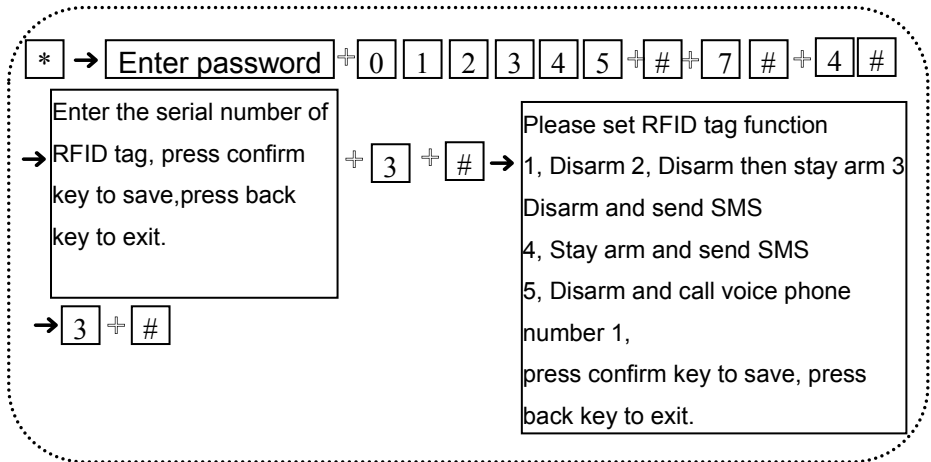 * → Enter password + 0 1 2 3 4 5 + # + 7 # + 4 #
→ Enter the serial number of
RFID tag, press confirm
key to save,press back
key to exit.
+ 3 + # →
Please set RFID tag function
1, Disarm 2, Disarm then stay arm 3
Disarm and send SMS
4, Stay arm and send SMS
5, Disarm and call voice phone
number 1,
press confirm key to save, press
back key to exit.
→ 3 + #